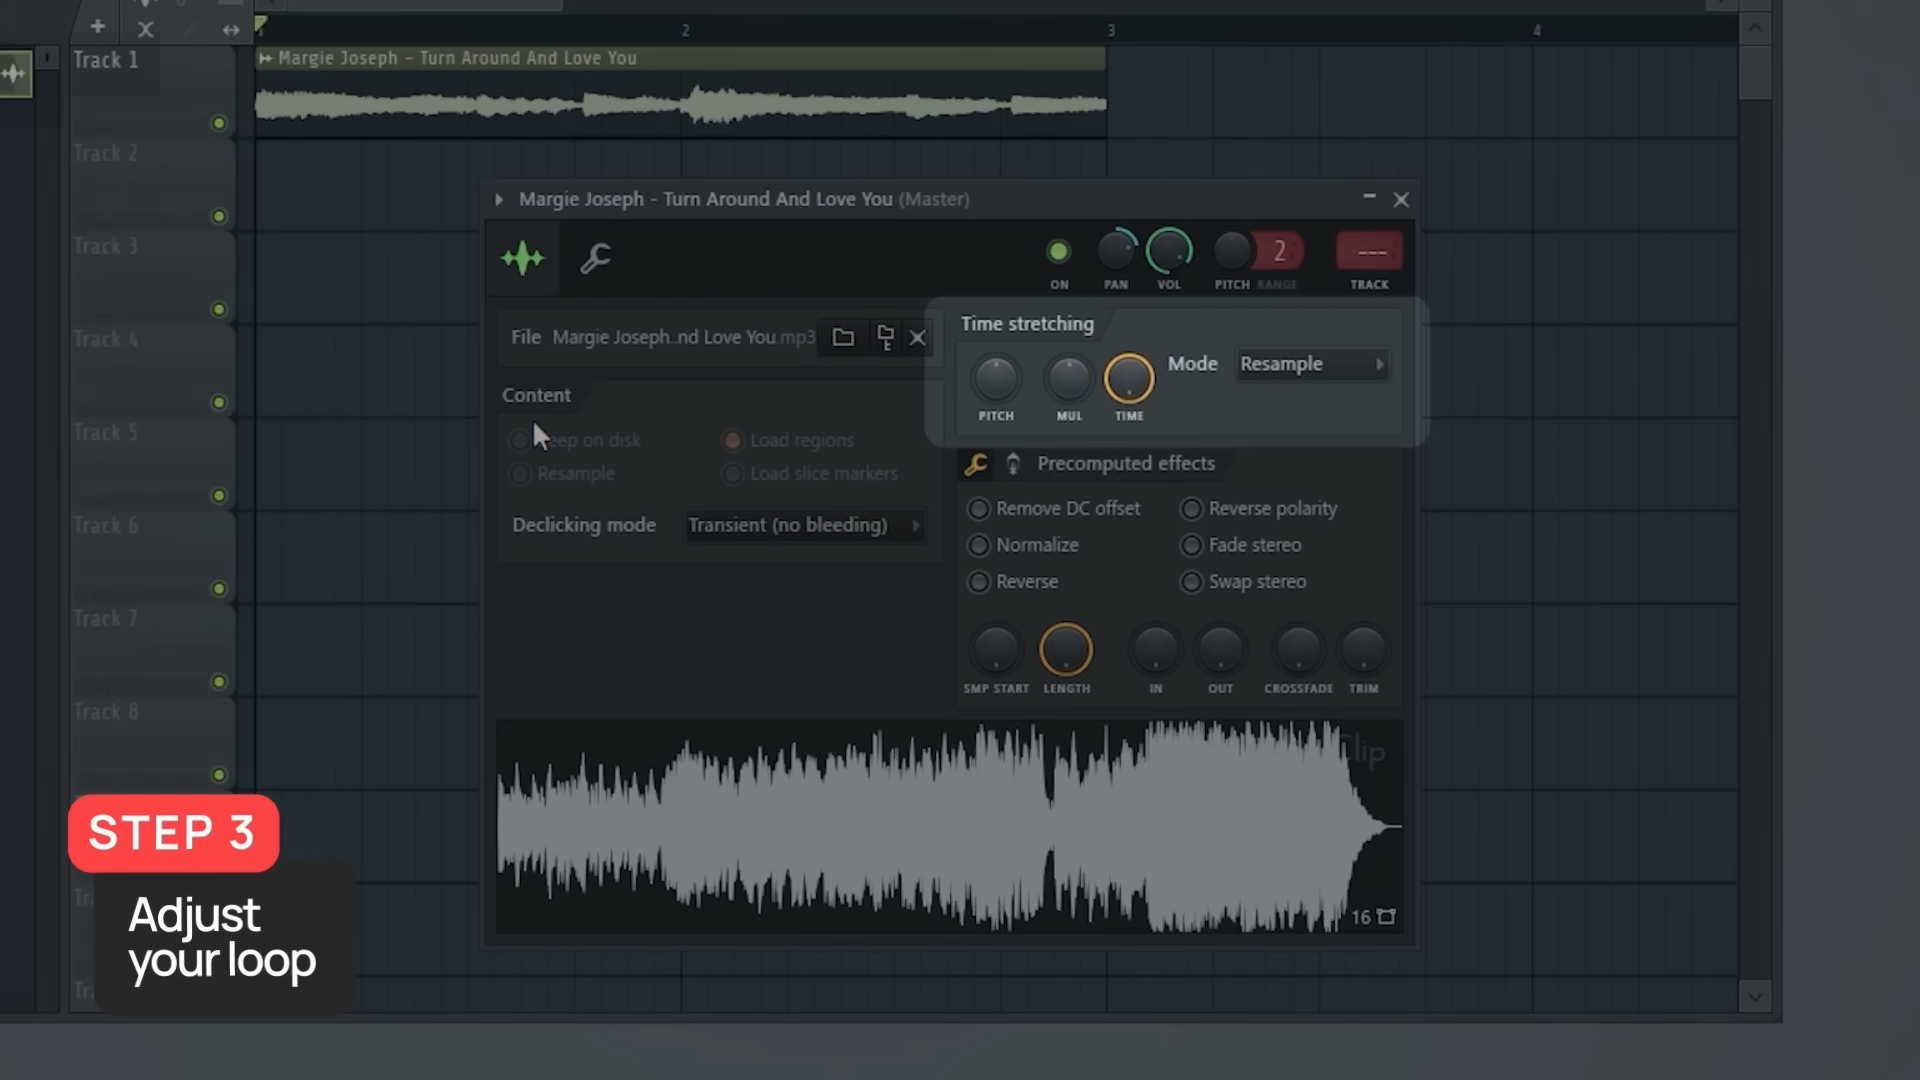 2
3
4
Track 1
Margie Joseph - Turn Around And Love You
Track 2
Track 3
Track 4
Track 5
Track 6
Track 7
Track 8
Margie Joseph - Turn Around And Love You (Master)
ON
PAN
VOL
PITCH
RANGE
2
---
TRACK
File Margie Joseph..nd Love You.mp3
Content
Load regions
Resample
Load slice markers
Declicking mode Transient (no bleeding)
Time stretching
PITCH
MUL
TIME
Mode Resample
Precomputed effects
Remove DC offset
Reverse polarity
Normalize
Fade stereo
Reverse
Swap stereo
SMP START
LENGTH
IN
OUT
CROSSFADE
TRIM
Clip
16
STEP 3
Adjust
your loop